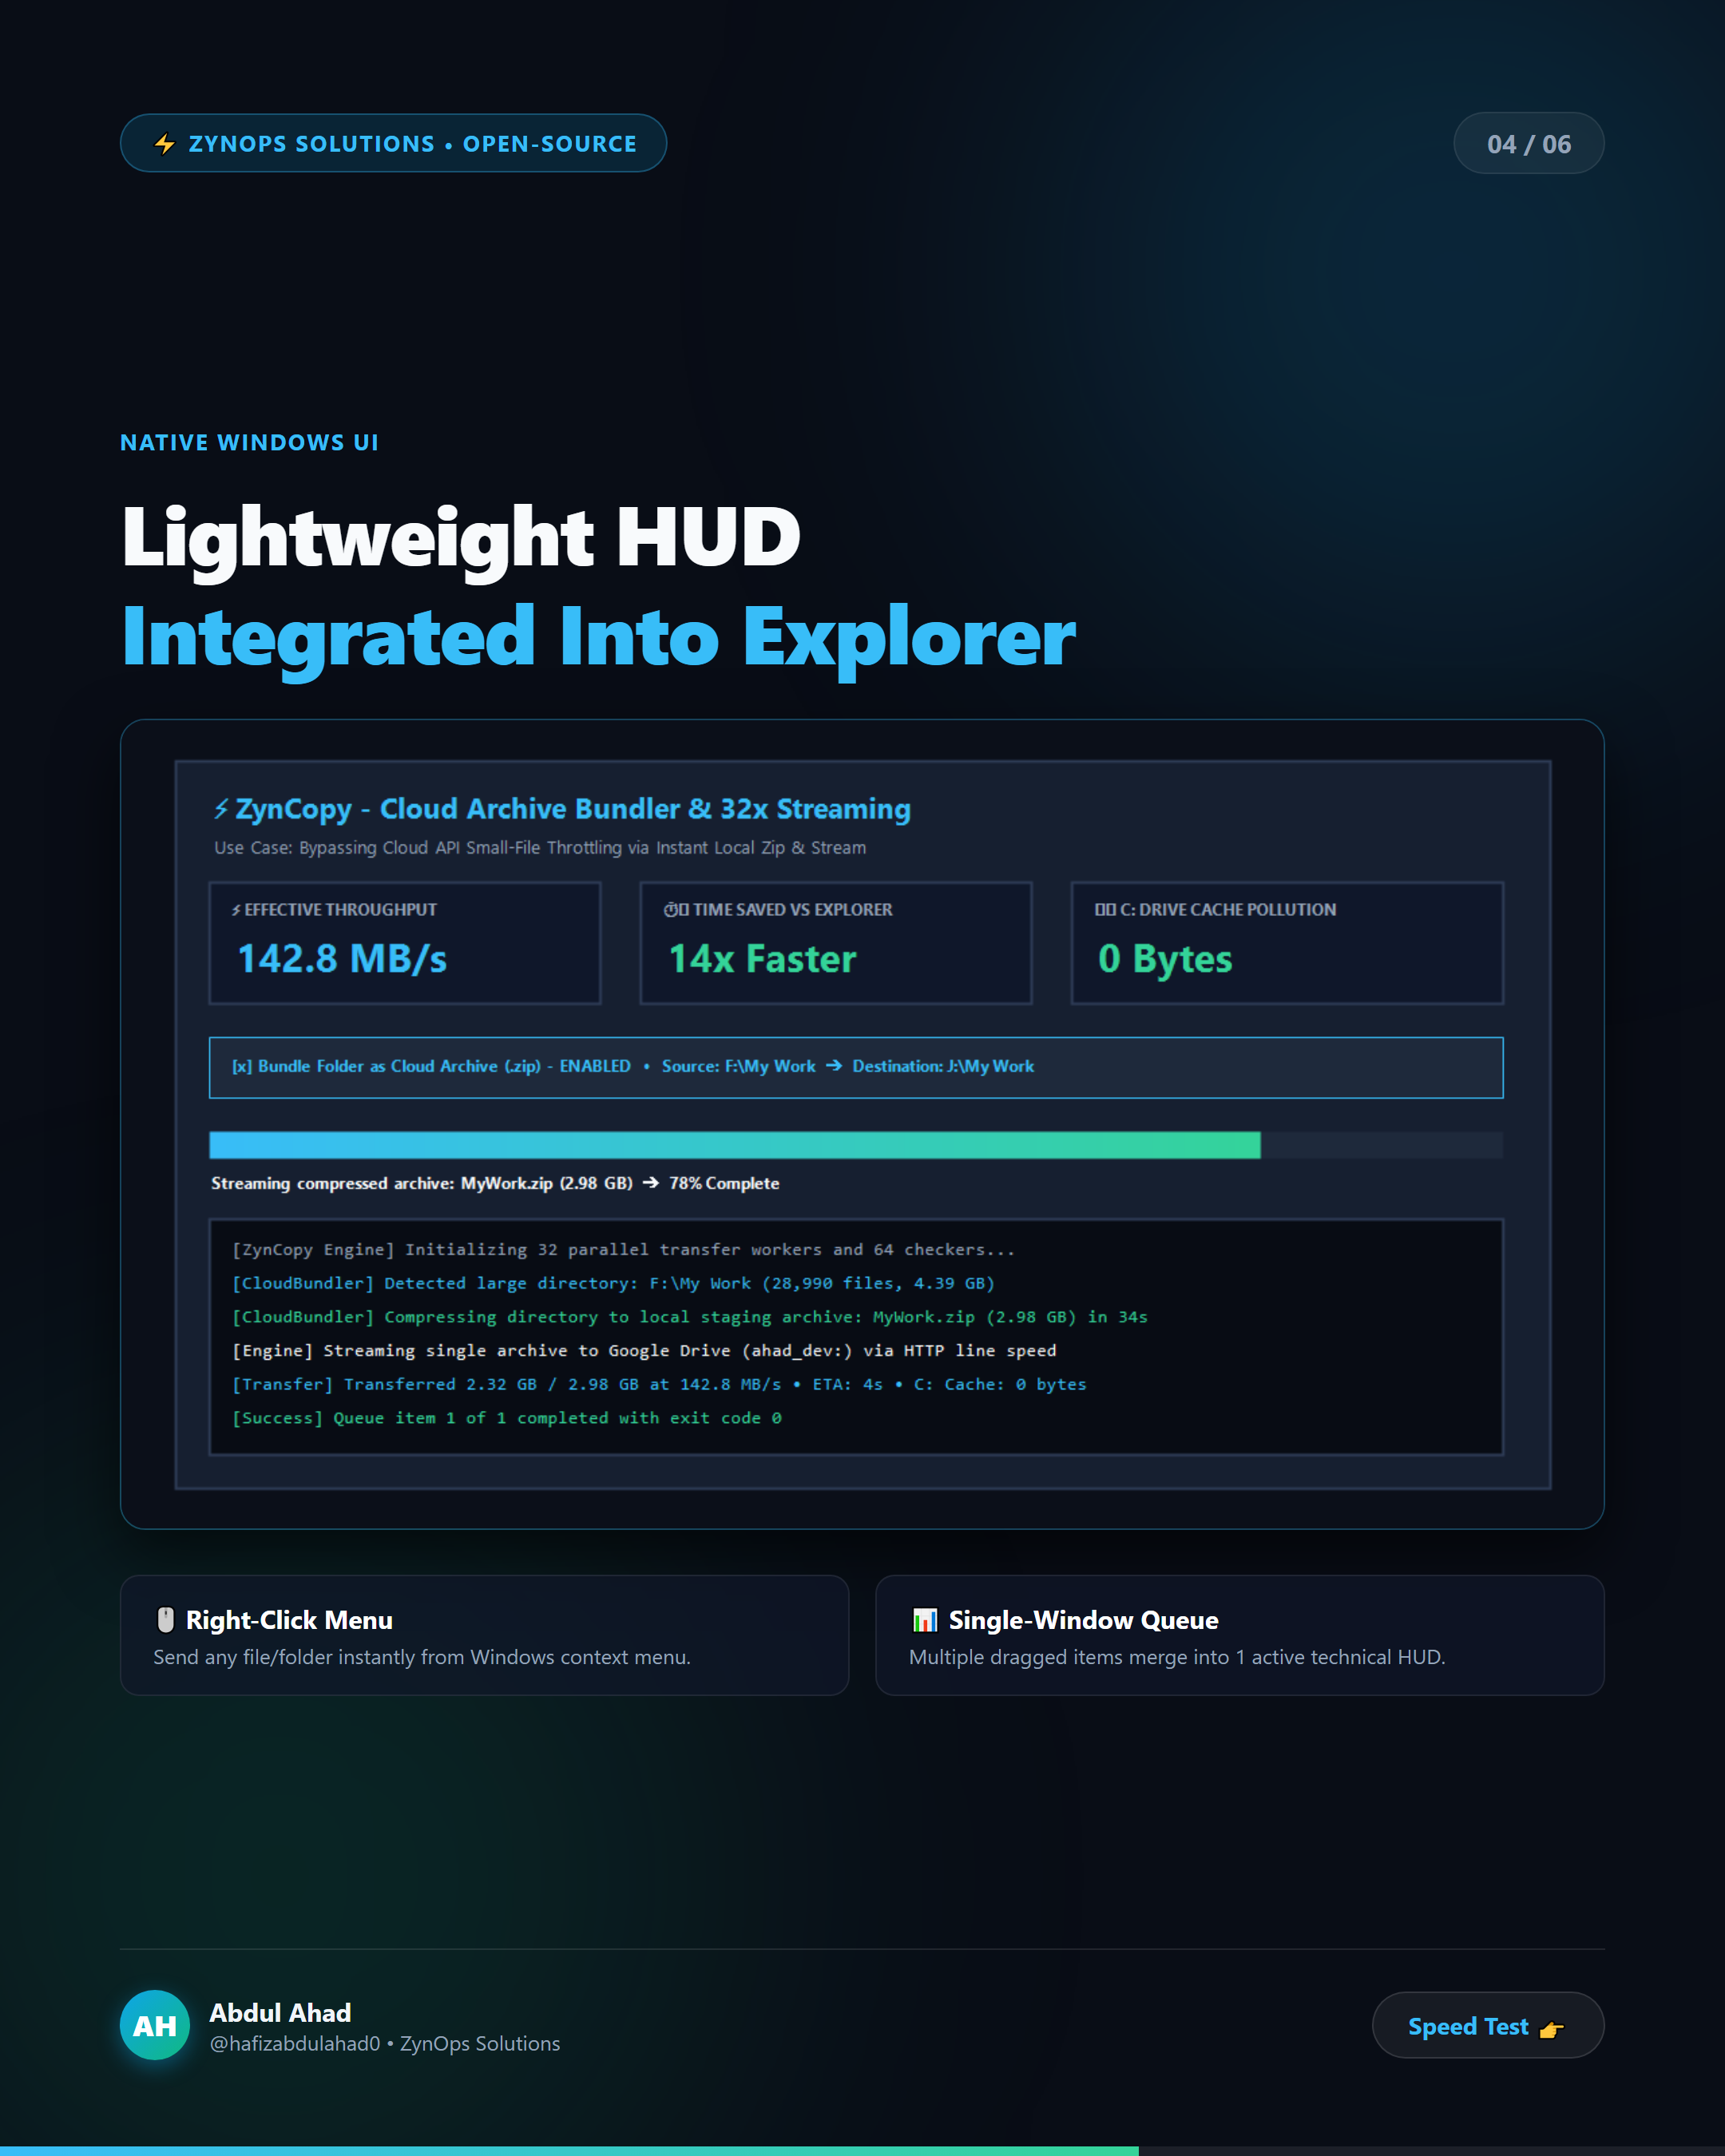 ⚡ ZYNOPS SOLUTIONS • OPEN-SOURCE
04 / 06
NATIVE WINDOWS UI
Lightweight HUD
Integrated Into Explorer
⚡ ZynCopy - Cloud Archive Bundler & 32x Streaming
Use Case: Bypassing Cloud API Small-File Throttling via Instant Local Zip & Stream
⚡ EFFECTIVE THROUGHPUT
142.8 MB/s
⏱▯ TIME SAVED VS EXPLORER
14x Faster
▯▯ C: DRIVE CACHE POLLUTION
0 Bytes
[x] Bundle Folder as Cloud Archive (.zip) - ENABLED • Source: F:\My Work ➔ Destination: J:\My Work
Streaming compressed archive: MyWork.zip (2.98 GB) ➔ 78% Complete
[ZynCopy Engine] Initializing 32 parallel transfer workers and 64 checkers...
[CloudBundler] Detected large directory: F:\My Work (28,990 files, 4.39 GB)
[CloudBundler] Compressing directory to local staging archive: MyWork.zip (2.98 GB) in 34s
[Engine] Streaming single archive to Google Drive (ahad_dev:) via HTTP line speed
[Transfer] Transferred 2.32 GB / 2.98 GB at 142.8 MB/s • ETA: 4s • C: Cache: 0 bytes
[Success] Queue item 1 of 1 completed with exit code 0
🖱️ Right-Click Menu
Send any file/folder instantly from Windows context menu.
📊 Single-Window Queue
Multiple dragged items merge into 1 active technical HUD.
AH
Abdul Ahad
@hafizabdulahad0 • ZynOps Solutions
Speed Test 👉